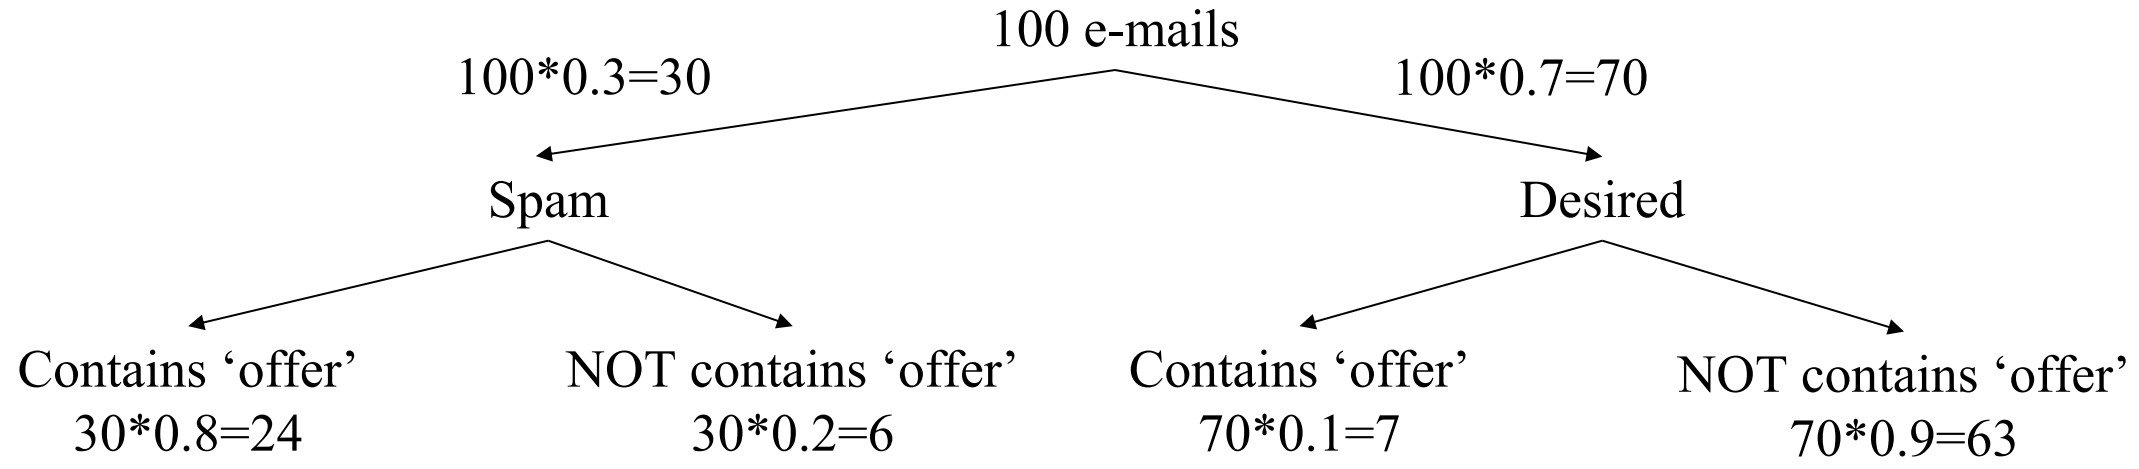 100 e-mails
100*0.3=30
100*0.7=70
Spam
Desired
Contains ‘offer’
30*0.8=24
NOT contains ‘offer’
30*0.2=6
Contains ‘offer’
70*0.1=7
NOT contains ‘offer’
70*0.9=63